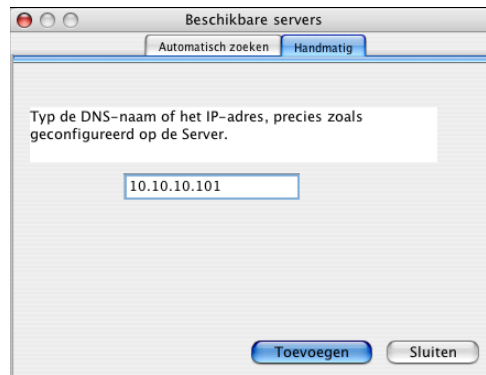 Beschikbare servers
Automatisch zoeken Handmatig
Typ de DNS-naam of het IP-adres, precies zoals
geconfigureerd op de Server.
10.10.10.101
Toevoegen Sluiten